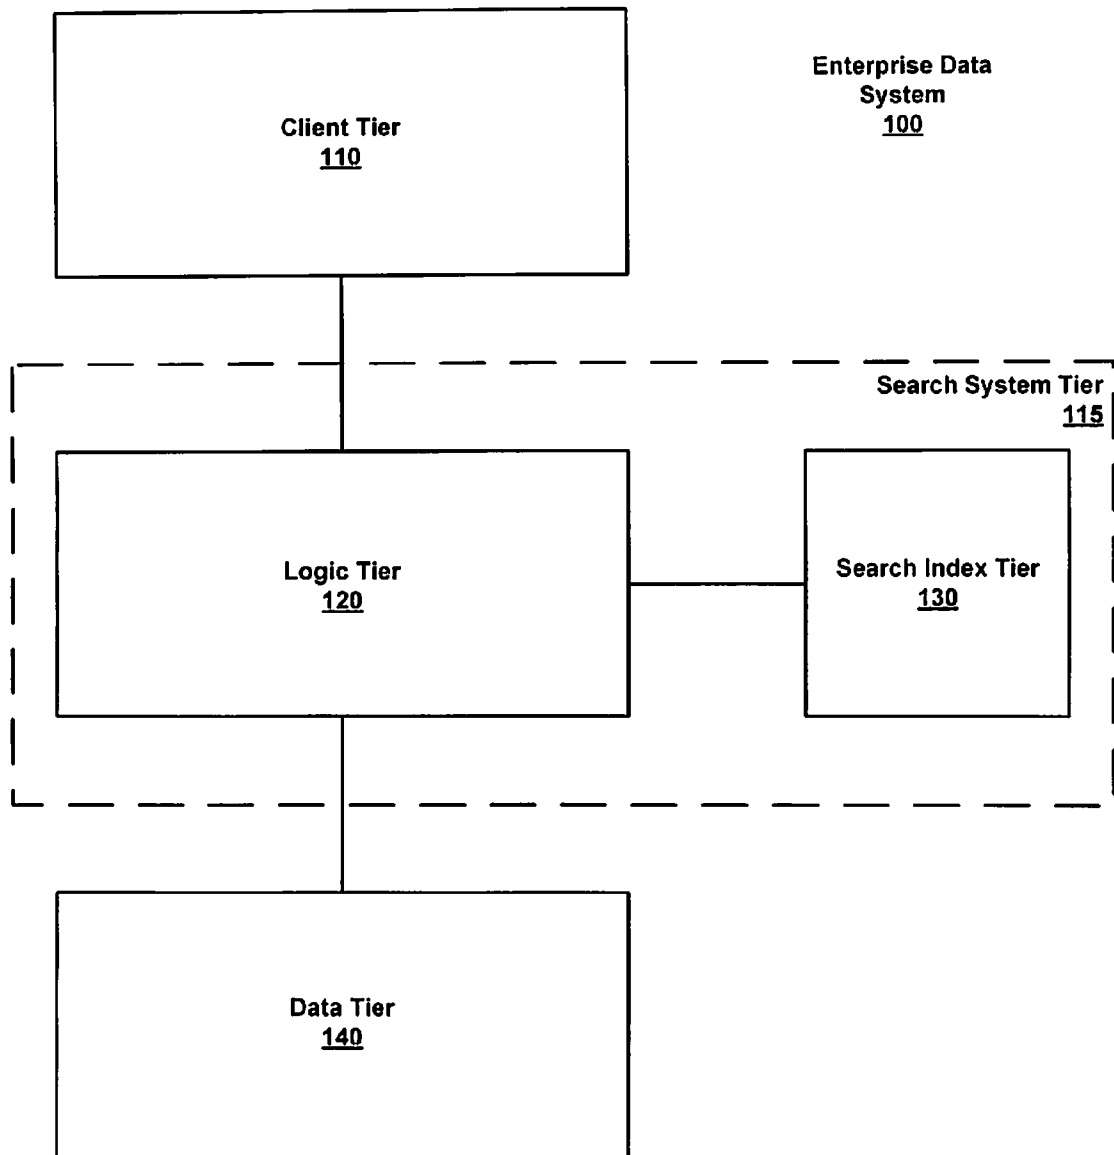 Enterprise Data
System
100
Client Tier
110
Search System Tier
115
Logic Tier
120
Search Index Tier
130
Data Tier
140